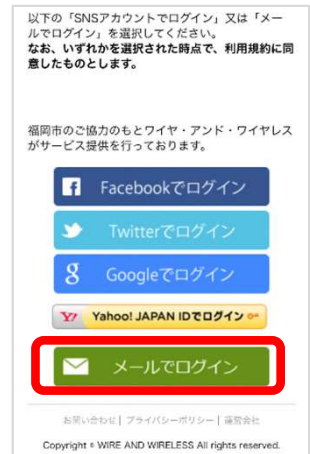 以下の「SNSアカウントでログイン」又は「メー
ルでログイン」を選択してください。
なお、いずれかを選択された時点で、利用規約に同
意したものとします。
福岡市のご協力のもとワイヤ・アンド・ワイヤレス
がサービス提供を行っております。
f Facebookでログイン
Twitterでログイン
g Googleでログイン
Y! Yahoo! JAPAN IDでログイン
メールでログイン
お問い合わせ| プライバシーポリシー | 運営会社
Copyright © WIRE AND WIRELESS All rights reserved.